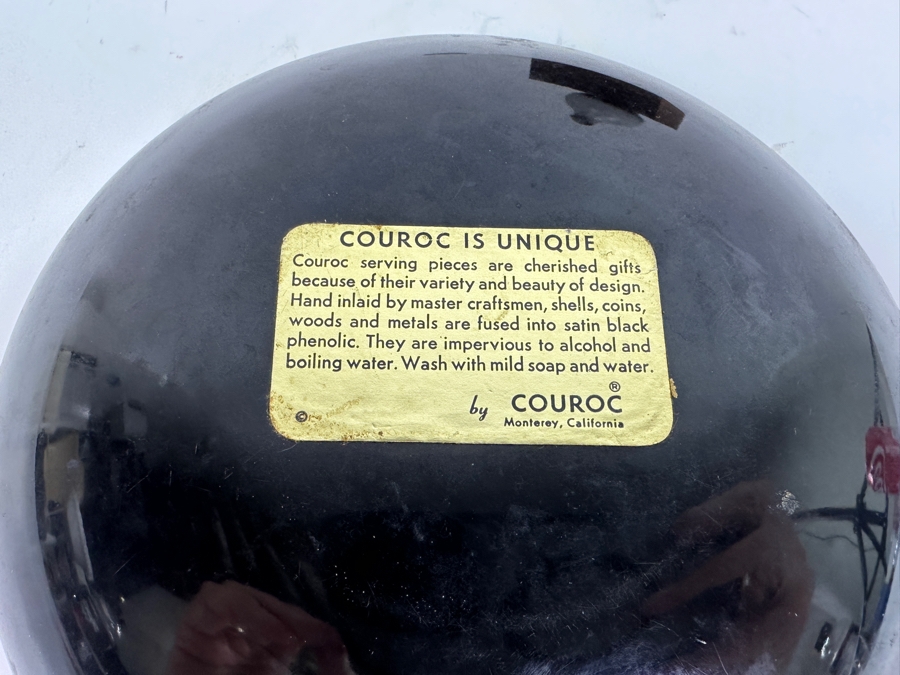 COUROC IS UNIQUE
Couroc serving pieces are cherished gifts
because of their variety and beauty of design.
Hand inlaid by master craftsmen, shells, coins,
woods and metals are fused into satin black
phenolic. They are impervious to alcohol and
boiling water. Wash with mild soap and water.
by COUROC®
Monterey, California
©